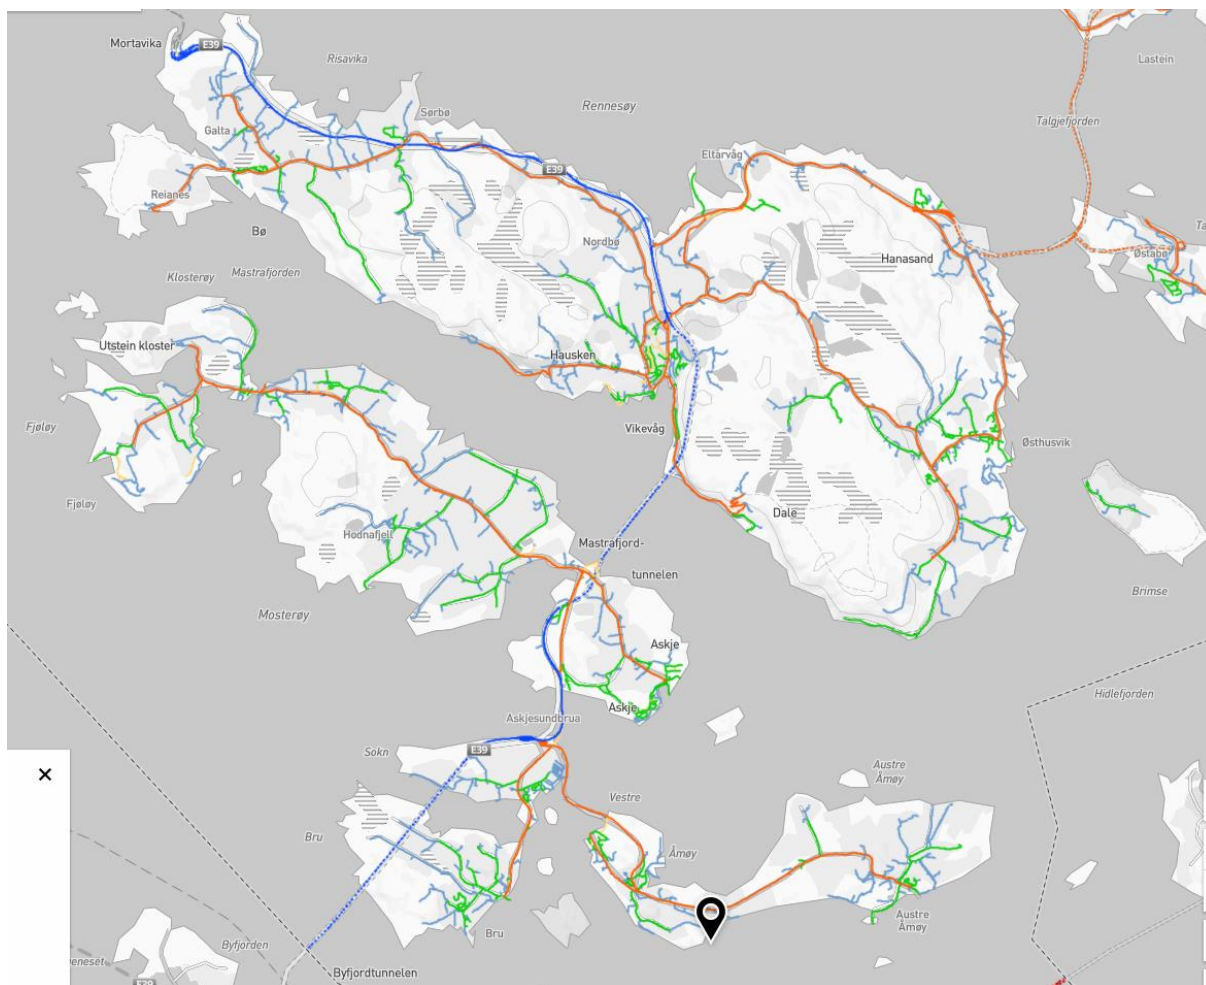 Mortavika
E39
Risavika
Lastein
Sørbø
Rennesøy
Talgjefjorden
Galta
Eltarvåg
E39
Reianes
Bø
Nordbø
Hanasand
Østabø
Klosterøy
Mastrafjorden
Utstein kloster
Hausken
Fjøløy
Vikevåg
Østhusvik
Fjøløy
Hodnafjell
Dale
Mastrafjord-
tunnelen
Brimse
Mosterøy
Askje
Askje
Hidlefjorden
Askjesundbrua
Sokn
E39
Austre
Åmøy
Vestre
Åmøy
Bru
Bru
Austre
Åmøy
Byfjorden
Byfjordtunnelen
E39